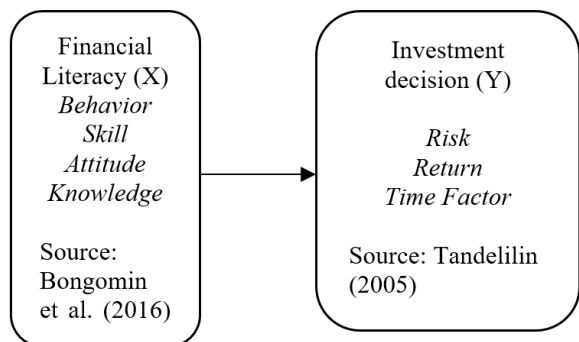 Financial
Literacy (X)
Behavior
Skill
Attitude
Knowledge
Source:
Bongomin
et al. (2016)
Investment
decision (Y)
Risk
Return
Time Factor
Source: Tandelilin
(2005)